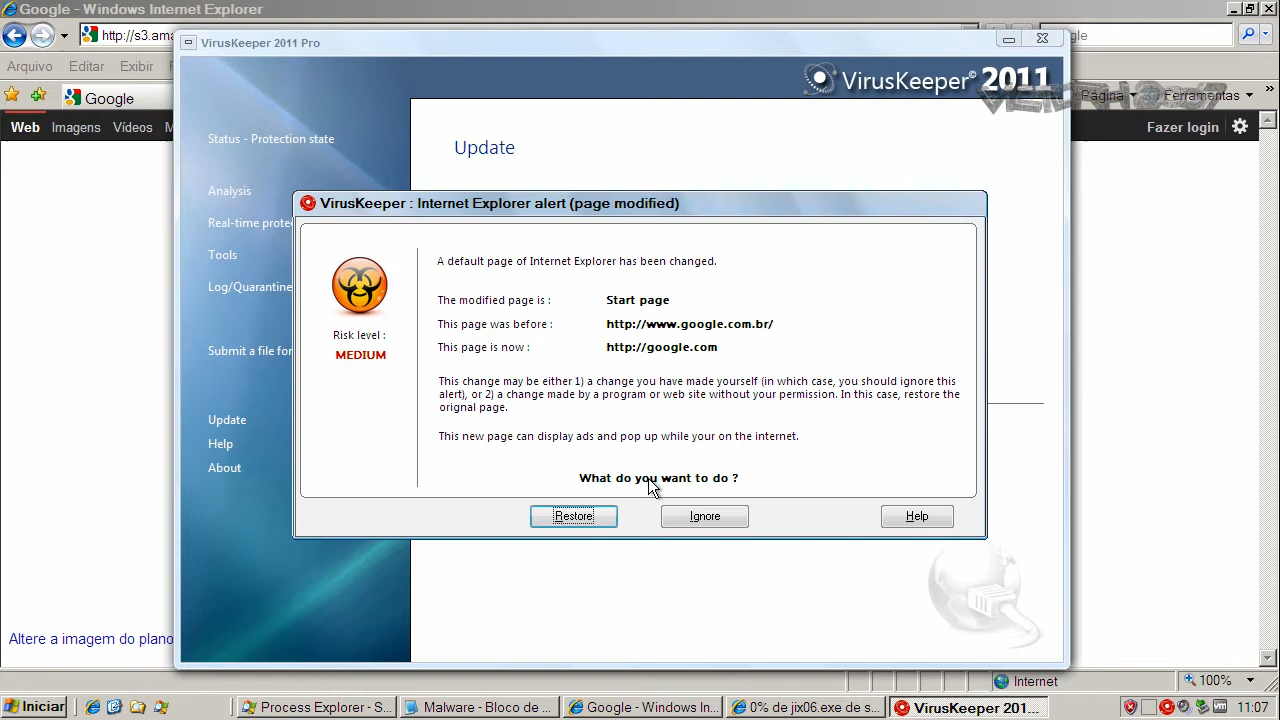 Google - Windows Internet Explorer
http://s3.ama
gle
VirusKeeper 2011 Pro
Arquivo Editar Exibir
VirusKeeper© 2011
Google
Página
Ferramentas
Web Imagens Vídeos M
Fazer login
Status - Protection state
Update
Analysis
VirusKeeper : Internet Explorer alert (page modified)
Real-time prote
Tools
Log/Quarantine
Submit a file for
Update
Help
About
A default page of Internet Explorer has been changed.
The modified page is : Start page
This page was before : http://www.google.com.br/
Risk level :
MEDIUM
This page is now : http://google.com
This change may be either 1) a change you have made yourself (in which case, you should ignore this
alert), or 2) a change made by a program or web site without your permission. In this case, restore the
orignal page.
This new page can display ads and pop up while your on the internet.
What do you want to do ?
Restore Ignore Help
Altere a imagem do plano
Internet
100%
Iniciar
Process Explorer - S...
Malware - Bloco de ...
Google - Windows In...
0% de jix06.exe de s...
VirusKeeper 201...
11:07